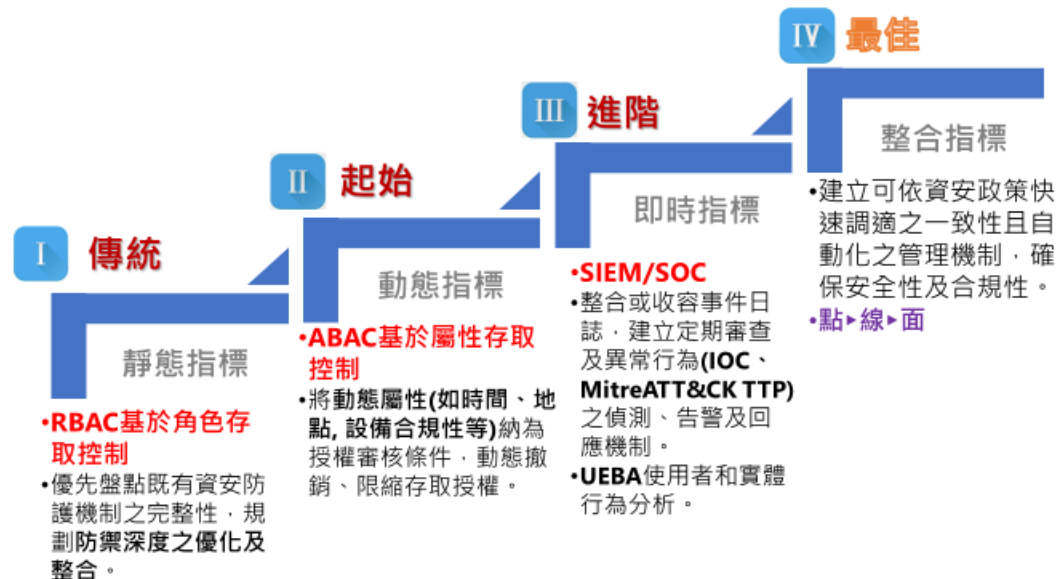 I 傳統
靜態指標
•RBAC基於角色存
取控制
•優先盤點既有資安防
護機制之完整性，規
劃防禦深度之優化及
整合。
II 起始
動態指標
•ABAC基於屬性存取
控制
•將動態屬性(如時間、地
點, 設備合規性等)納為
授權審核條件，動態撤
銷、限縮存取授權。
III 進階
即時指標
•SIEM/SOC
•整合或收容事件日
誌，建立定期審查
及異常行為(IOC、
MitreATT&CK TTP)
之偵測、告警及回
應機制。
•UEBA使用者和實體
行為分析。
IV 最佳
整合指標
•建立可依資安政策快
速調適之一致性且自
動化之管理機制，確
保安全性及合規性。
•點▸線▸面